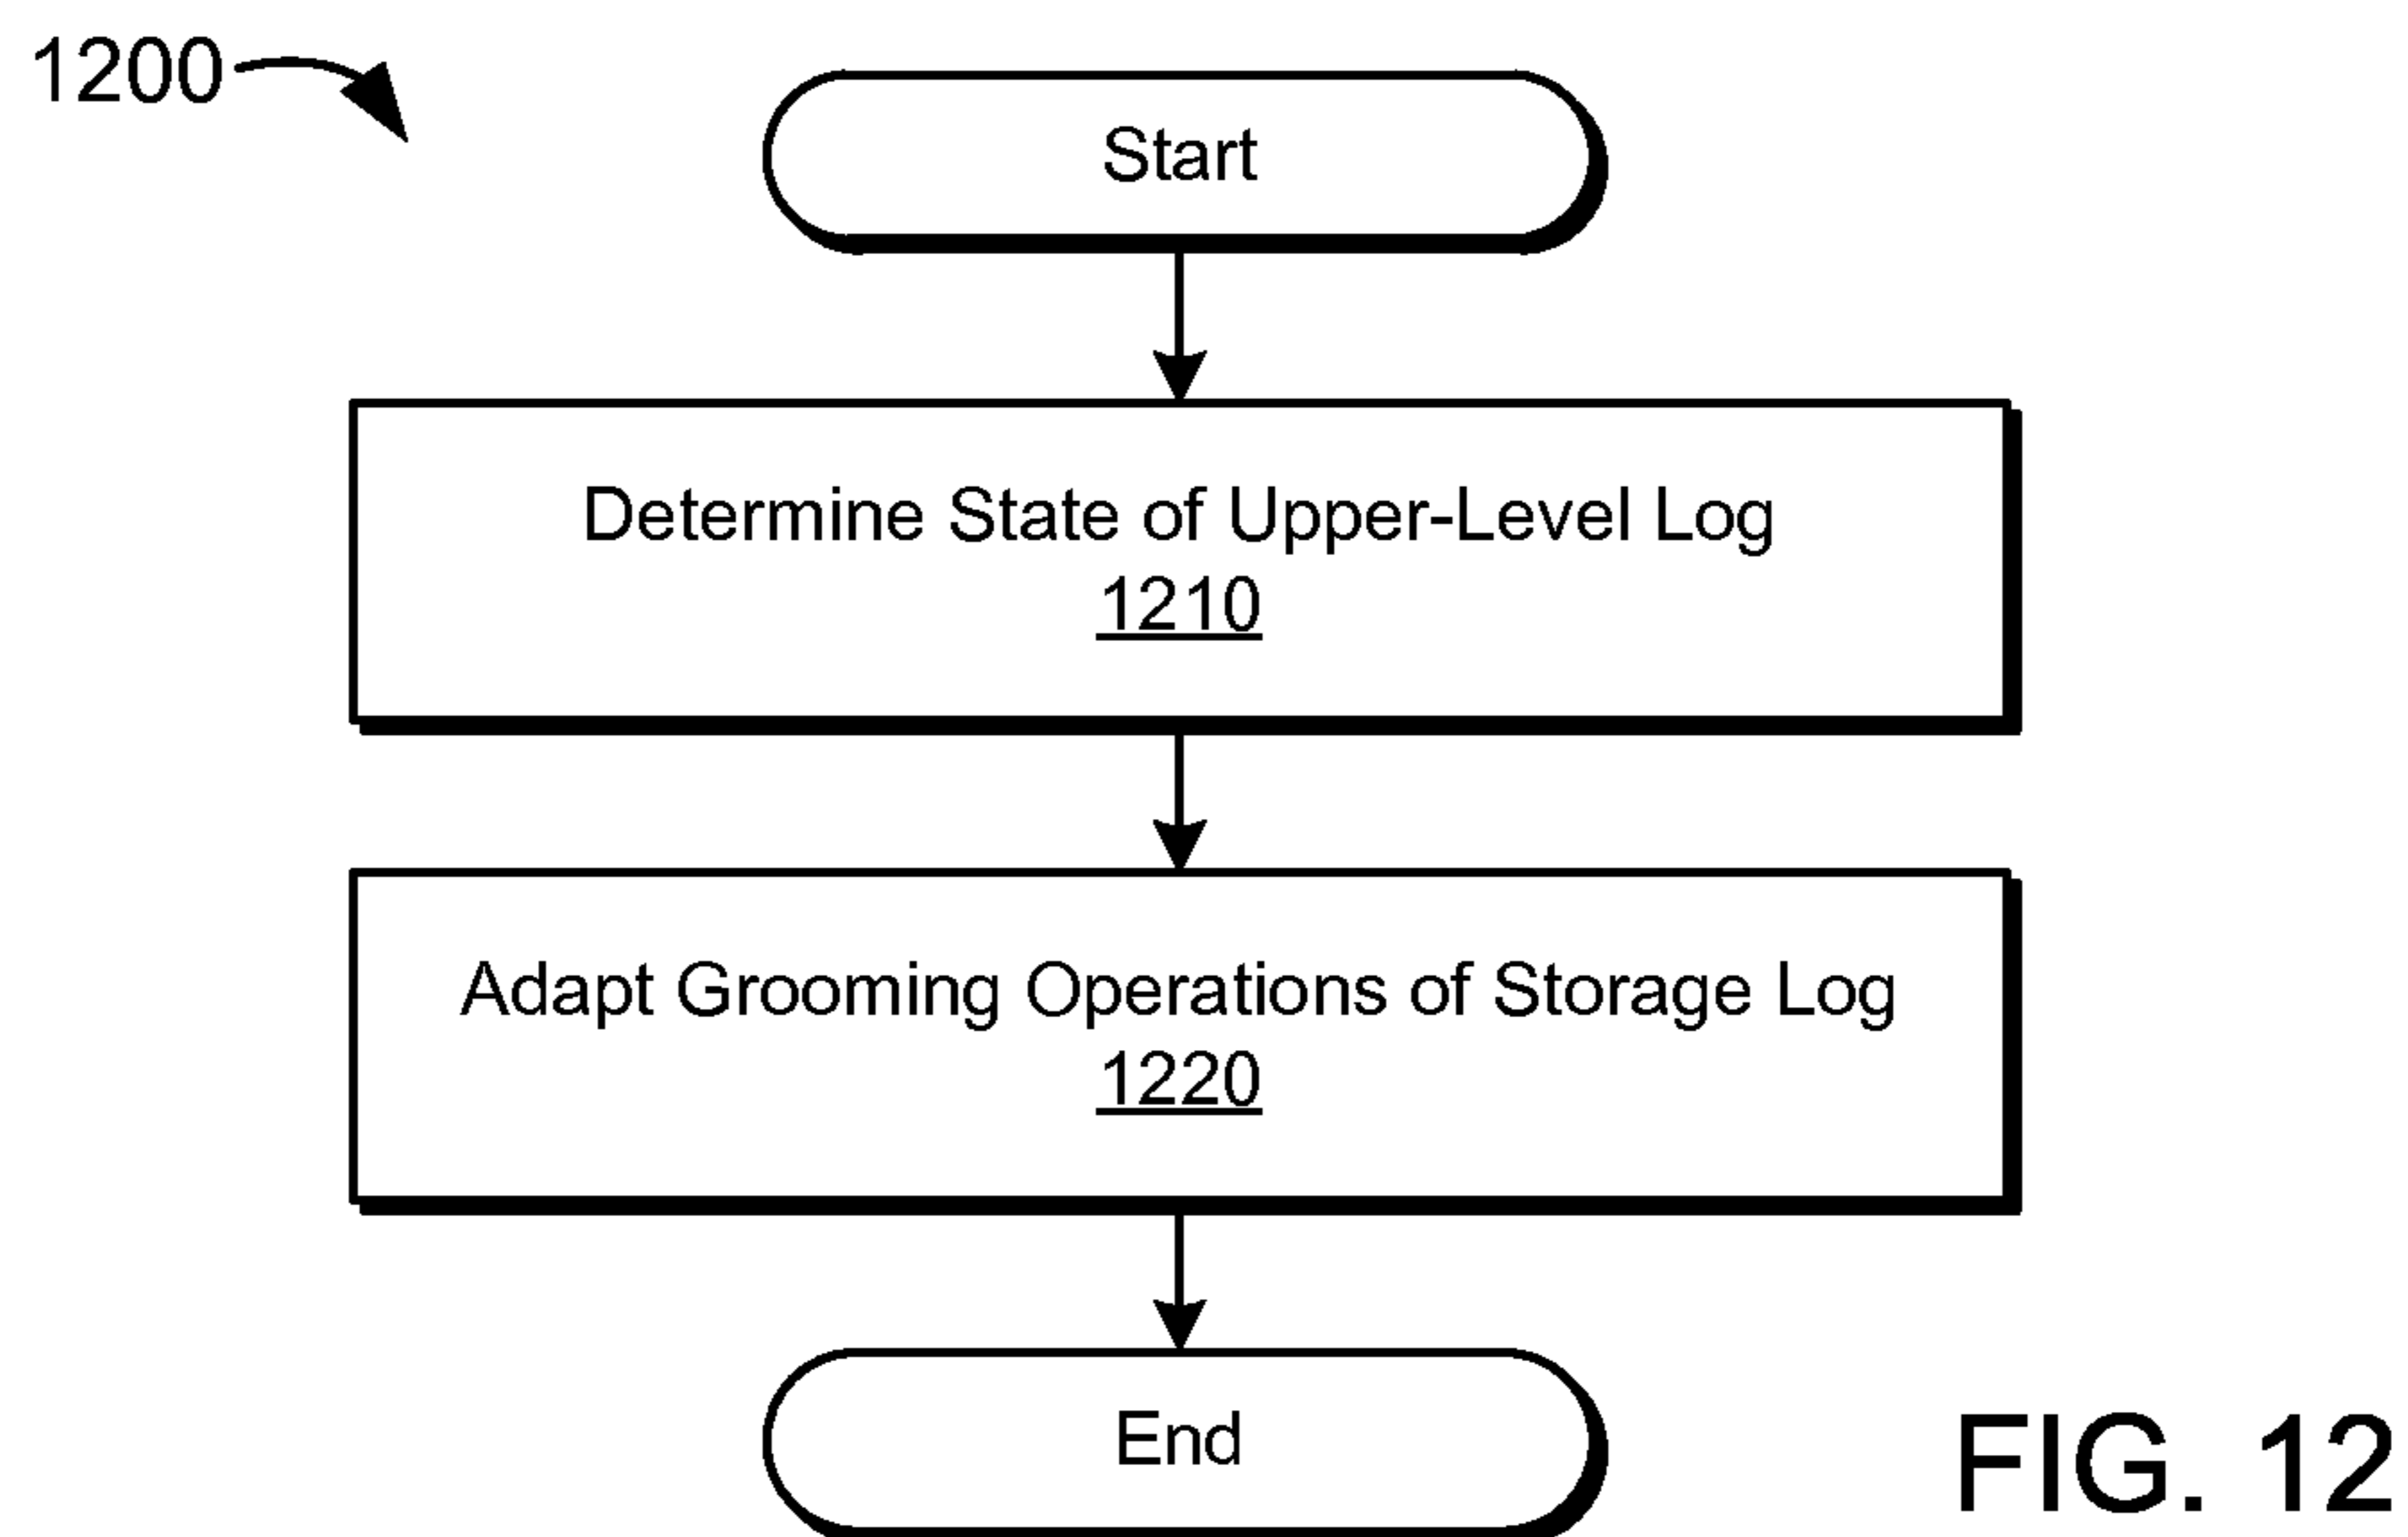 1200
Start
Determine State of Upper-Level Log
1210
Adapt Grooming Operations of Storage Log
1220
End
FIG. 12